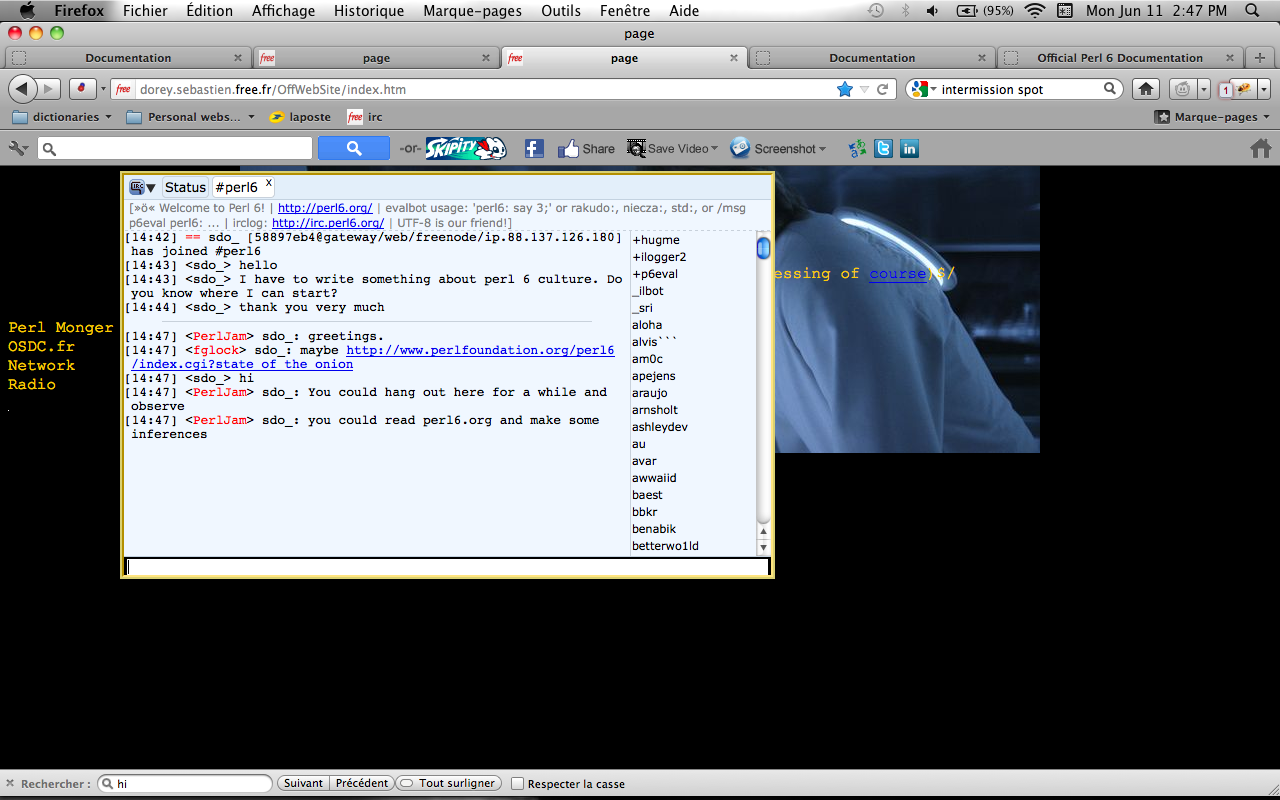 Firefox Fichier Édition Affichage Historique Marque-pages Outils Fenêtre Aide (95%) Mon Jun 11 2:47 PM
page
Documentation × free page × free page × Documentation × Official Perl 6 Documentation × +
free dorey.sebastien.free.fr/OffWebSite/index.htm intermission spot 1
dictionaries Personal webs... laposte free irc Marque-pages
-or- SKIPITY Share Save Video Screenshot
IRC Status #perl6 x
[»ö« Welcome to Perl 6! | http://perl6.org/ | evalbot usage: 'perl6: say 3;' or rakudo:, niecza:, std:, or /msg
p6eval perl6: ... | irclog: http://irc.perl6.org/ | UTF-8 is our friend!]
[14:42] == sdo_ [58897eb4@gateway/web/freenode/ip.88.137.126.180]
has joined #perl6
[14:43] <sdo_> hello
[14:43] <sdo_> I have to write something about perl 6 culture. Do
you know where I can start?
[14:44] <sdo_> thank you very much
[14:47] <PerlJam> sdo_: greetings.
[14:47] <fglock> sdo_: maybe http://www.perlfoundation.org/perl6
/index.cgi?state_of_the_onion
[14:47] <sdo_> hi
[14:47] <PerlJam> sdo_: You could hang out here for a while and
observe
[14:47] <PerlJam> sdo_: you could read perl6.org and make some
inferences
+hugme
+ilogger2
+p6eval
_ilbot
_sri
aloha
alvis```
am0c
apejens
araujo
arnsholt
ashleydev
au
avar
awwaiid
baest
bbkr
benabik
betterwo1ld
essing of course)$/
Perl Monger
OSDC.fr
Network
Radio
.
× Rechercher : hi Suivant Précédent Tout surligner Respecter la casse